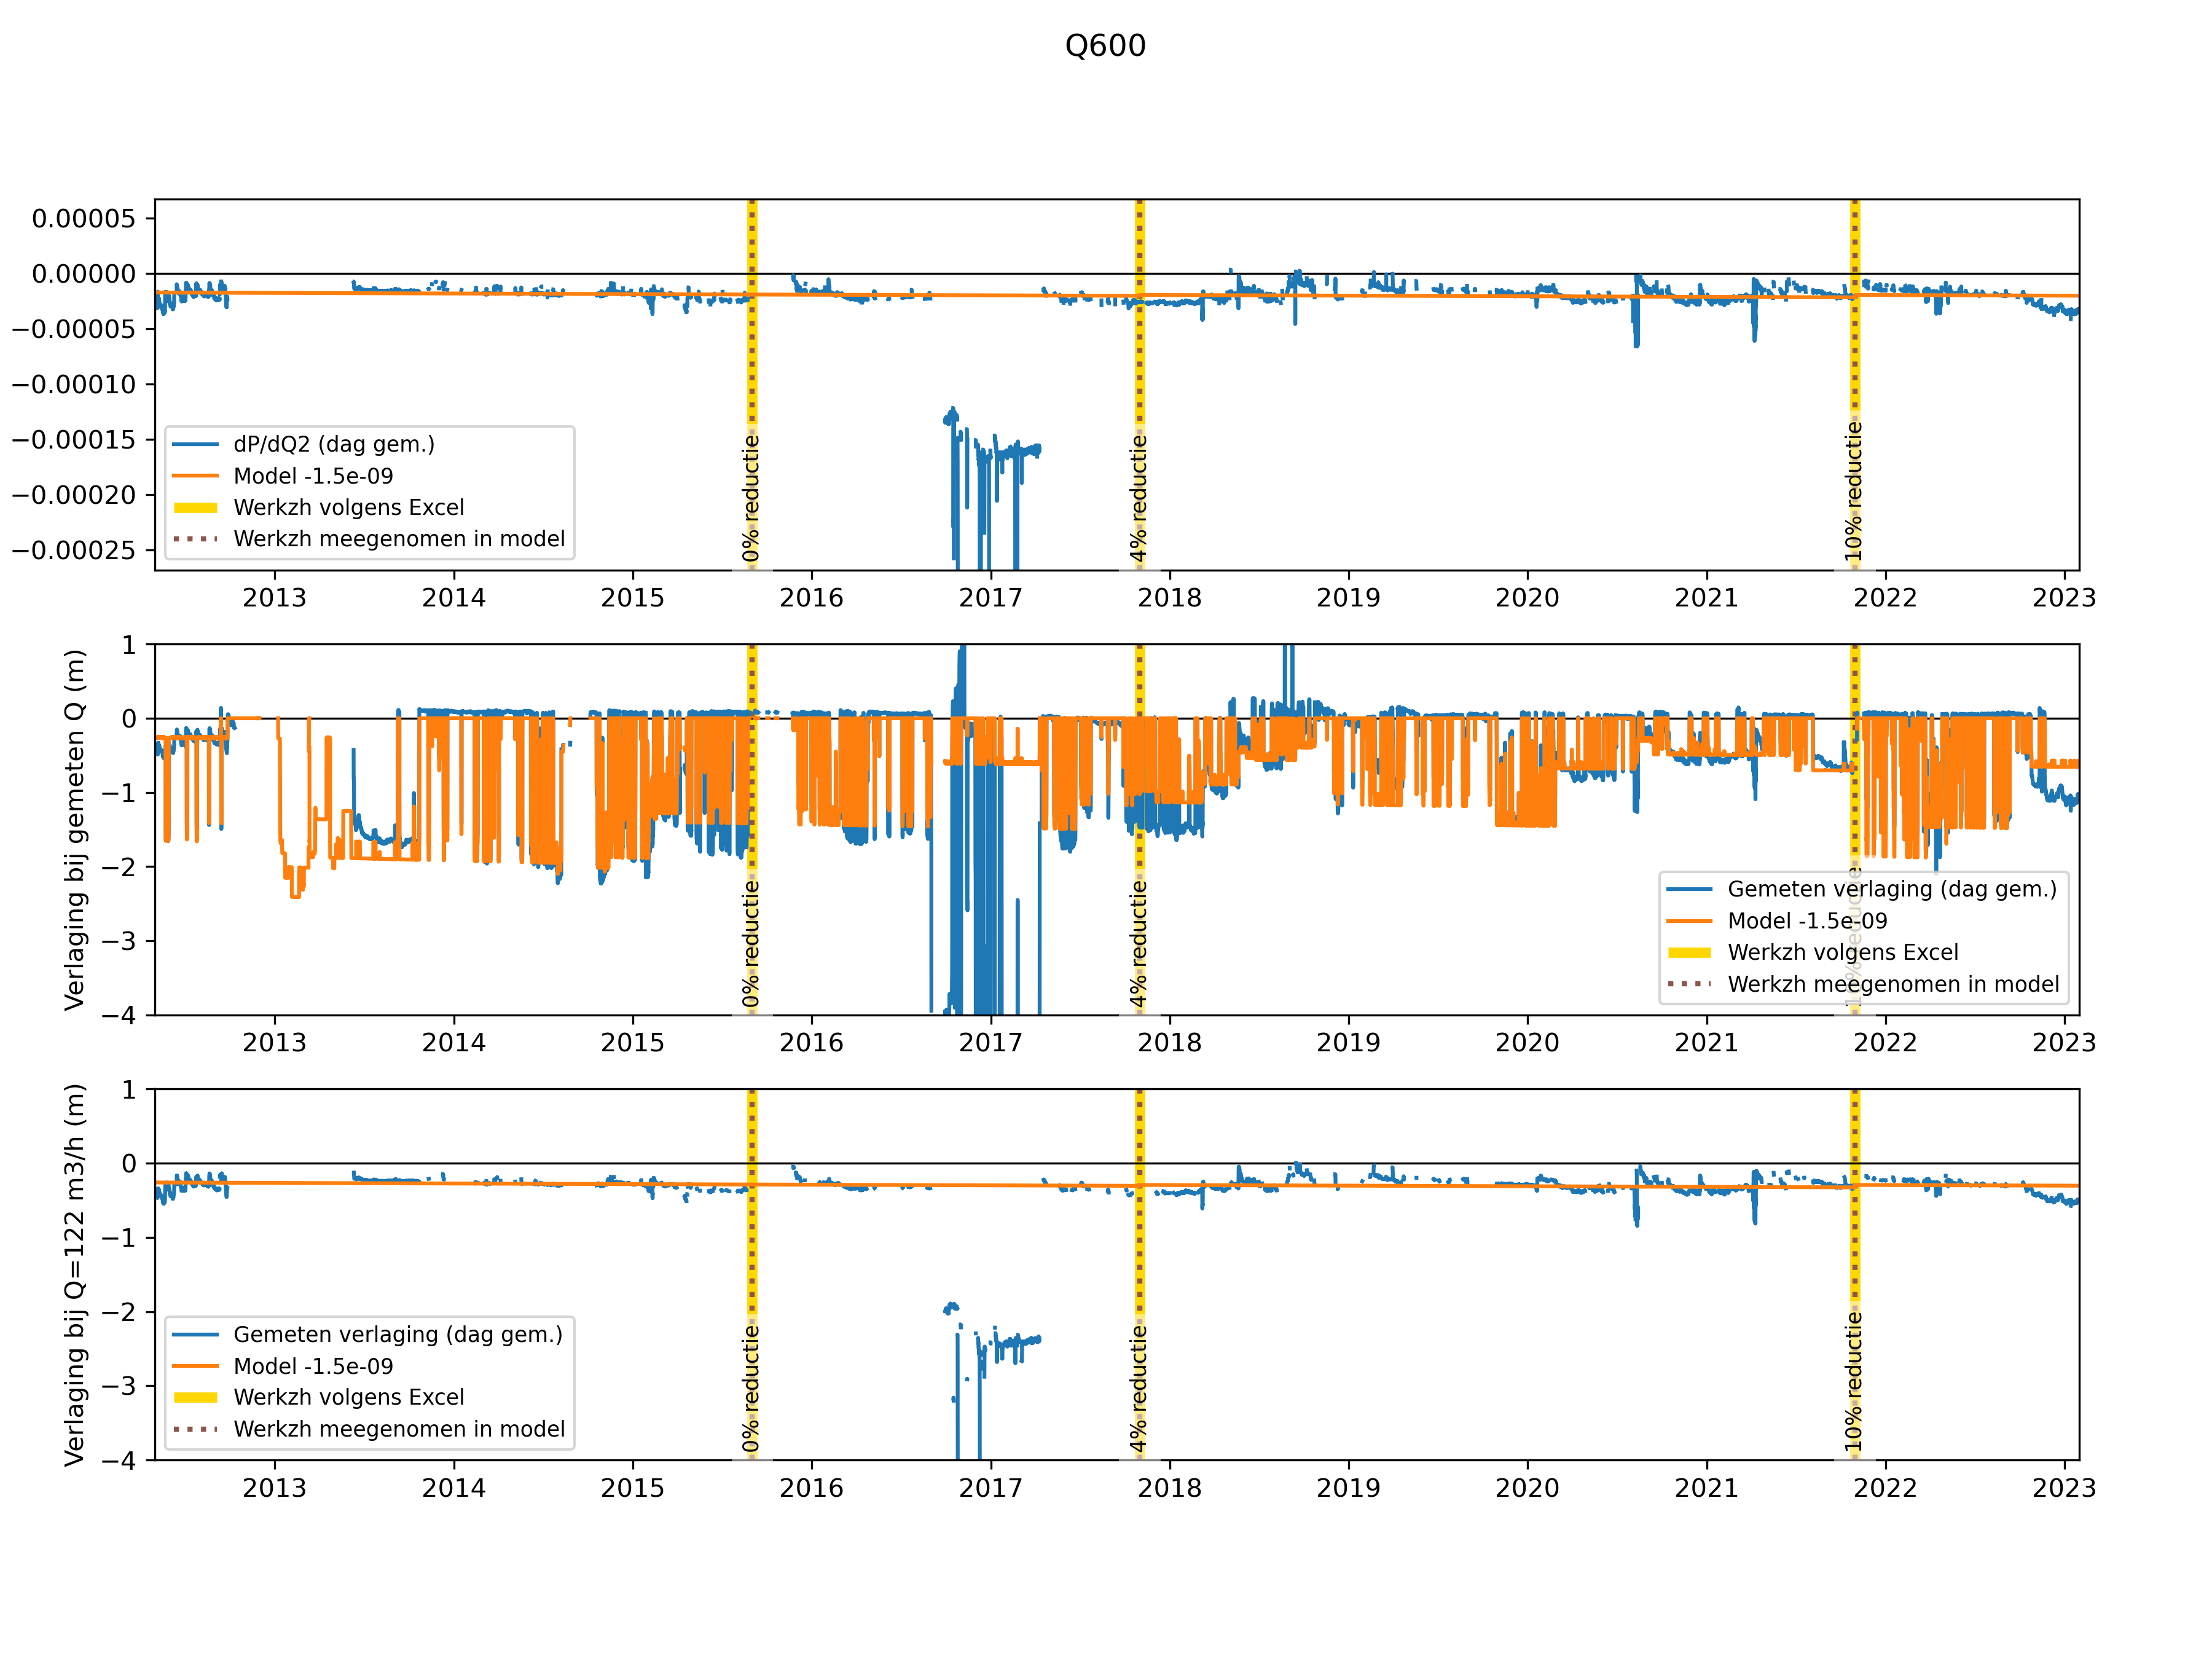 Q600
0.00005
0.00000
−0.00005
−0.00010
−0.00015
−0.00020
−0.00025
dP/dQ2 (dag gem.)
Model -1.5e-09
Werkzh volgens Excel
Werkzh meegenomen in model
0% reductie
4% reductie
10% reductie
2013 2014 2015 2016 2017 2018 2019 2020 2021 2022 2023
Verlaging bij gemeten Q (m)
1
0
−1
−2
−3
−4
0% reductie
4% reductie
10% reductie
Gemeten verlaging (dag gem.)
Model -1.5e-09
Werkzh volgens Excel
Werkzh meegenomen in model
2013 2014 2015 2016 2017 2018 2019 2020 2021 2022 2023
Verlaging bij Q=122 m3/h (m)
1
0
−1
−2
−3
−4
Gemeten verlaging (dag gem.)
Model -1.5e-09
Werkzh volgens Excel
Werkzh meegenomen in model
0% reductie
4% reductie
10% reductie
2013 2014 2015 2016 2017 2018 2019 2020 2021 2022 2023